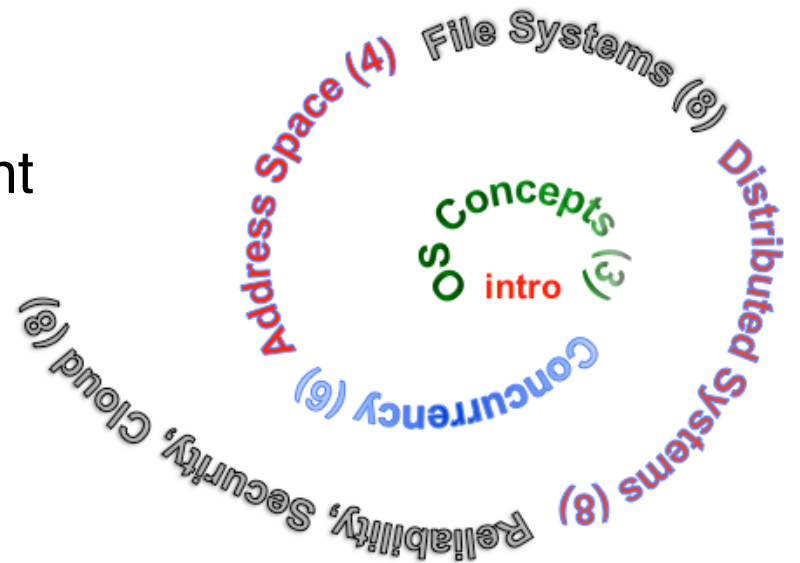 nt
intro
OS Concepts (3)
Concurrency (6)
Address Space (4)
File Systems (8)
Distributed Systems (8)
Reliability, Security, Cloud (8)